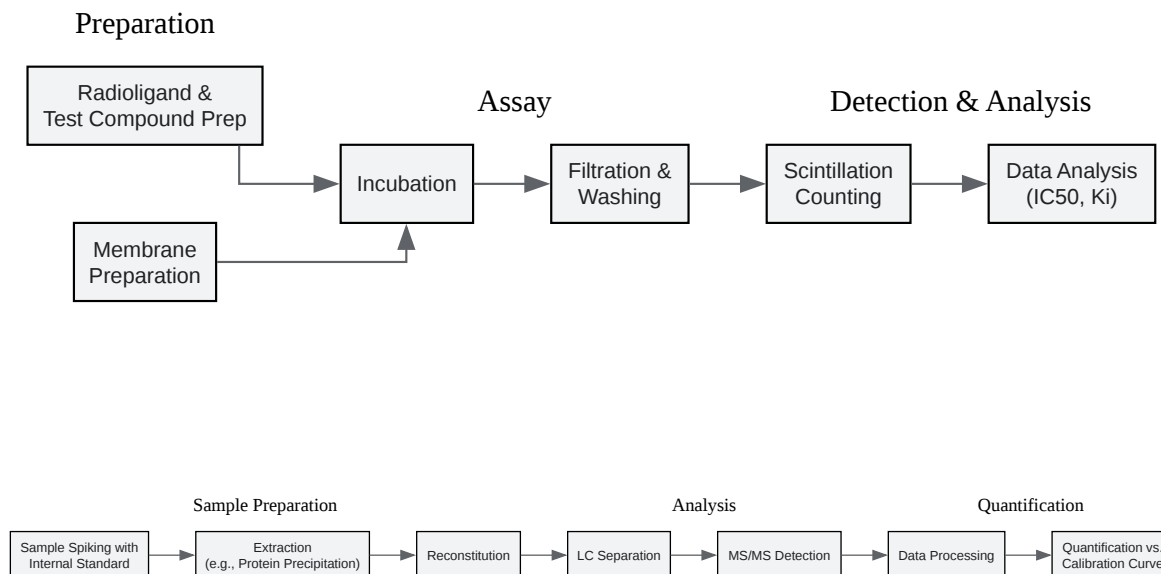 Preparation
Radioligand &
Test Compound Prep
Assay
Detection & Analysis
Incubation
Filtration &
Washing
Scintillation
Counting
Data Analysis
(IC50, Ki)
Membrane
Preparation
Sample Preparation
Analysis
Quantification
Sample Spiking with
Internal Standard
Extraction
(e.g., Protein Precipitation)
Reconstitution
LC Separation
MS/MS Detection
Data Processing
Quantification vs.
Calibration Curve